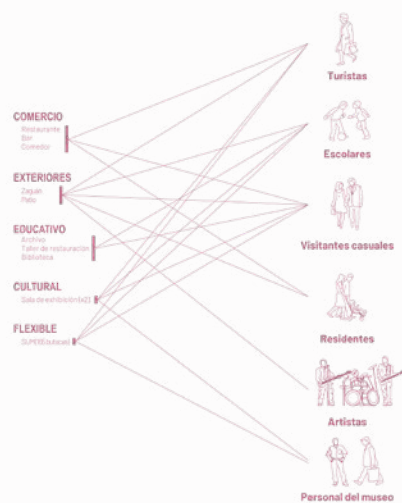 COMERCIO
Restaurante
Bar
Comedor
EXTERIORES
Zaguán
Patio
EDUCATIVO
Archivo
Taller de restauración
Biblioteca
CULTURAL
Sala de exhibición(x2)
FLEXIBLE
Turistas
Escolares
Visitantes casuales
Residentes
Artistas
Personal del museo